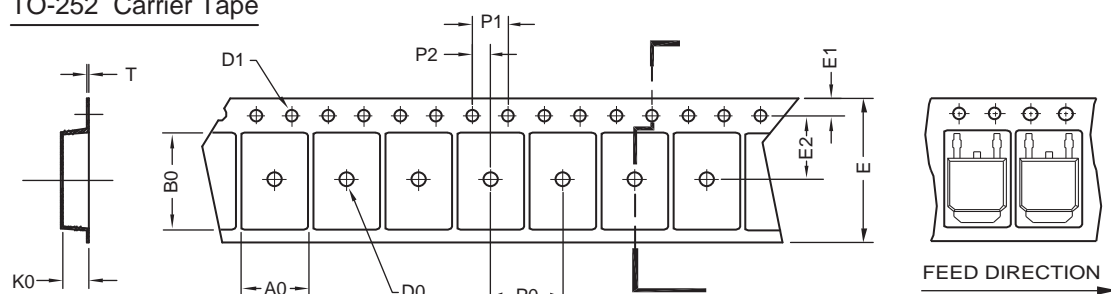 TO-252 Carrier Tape
P1
P2
D1
T
E1
E2
E
B0
K0
A0
D0
P0
FEED DIRECTION